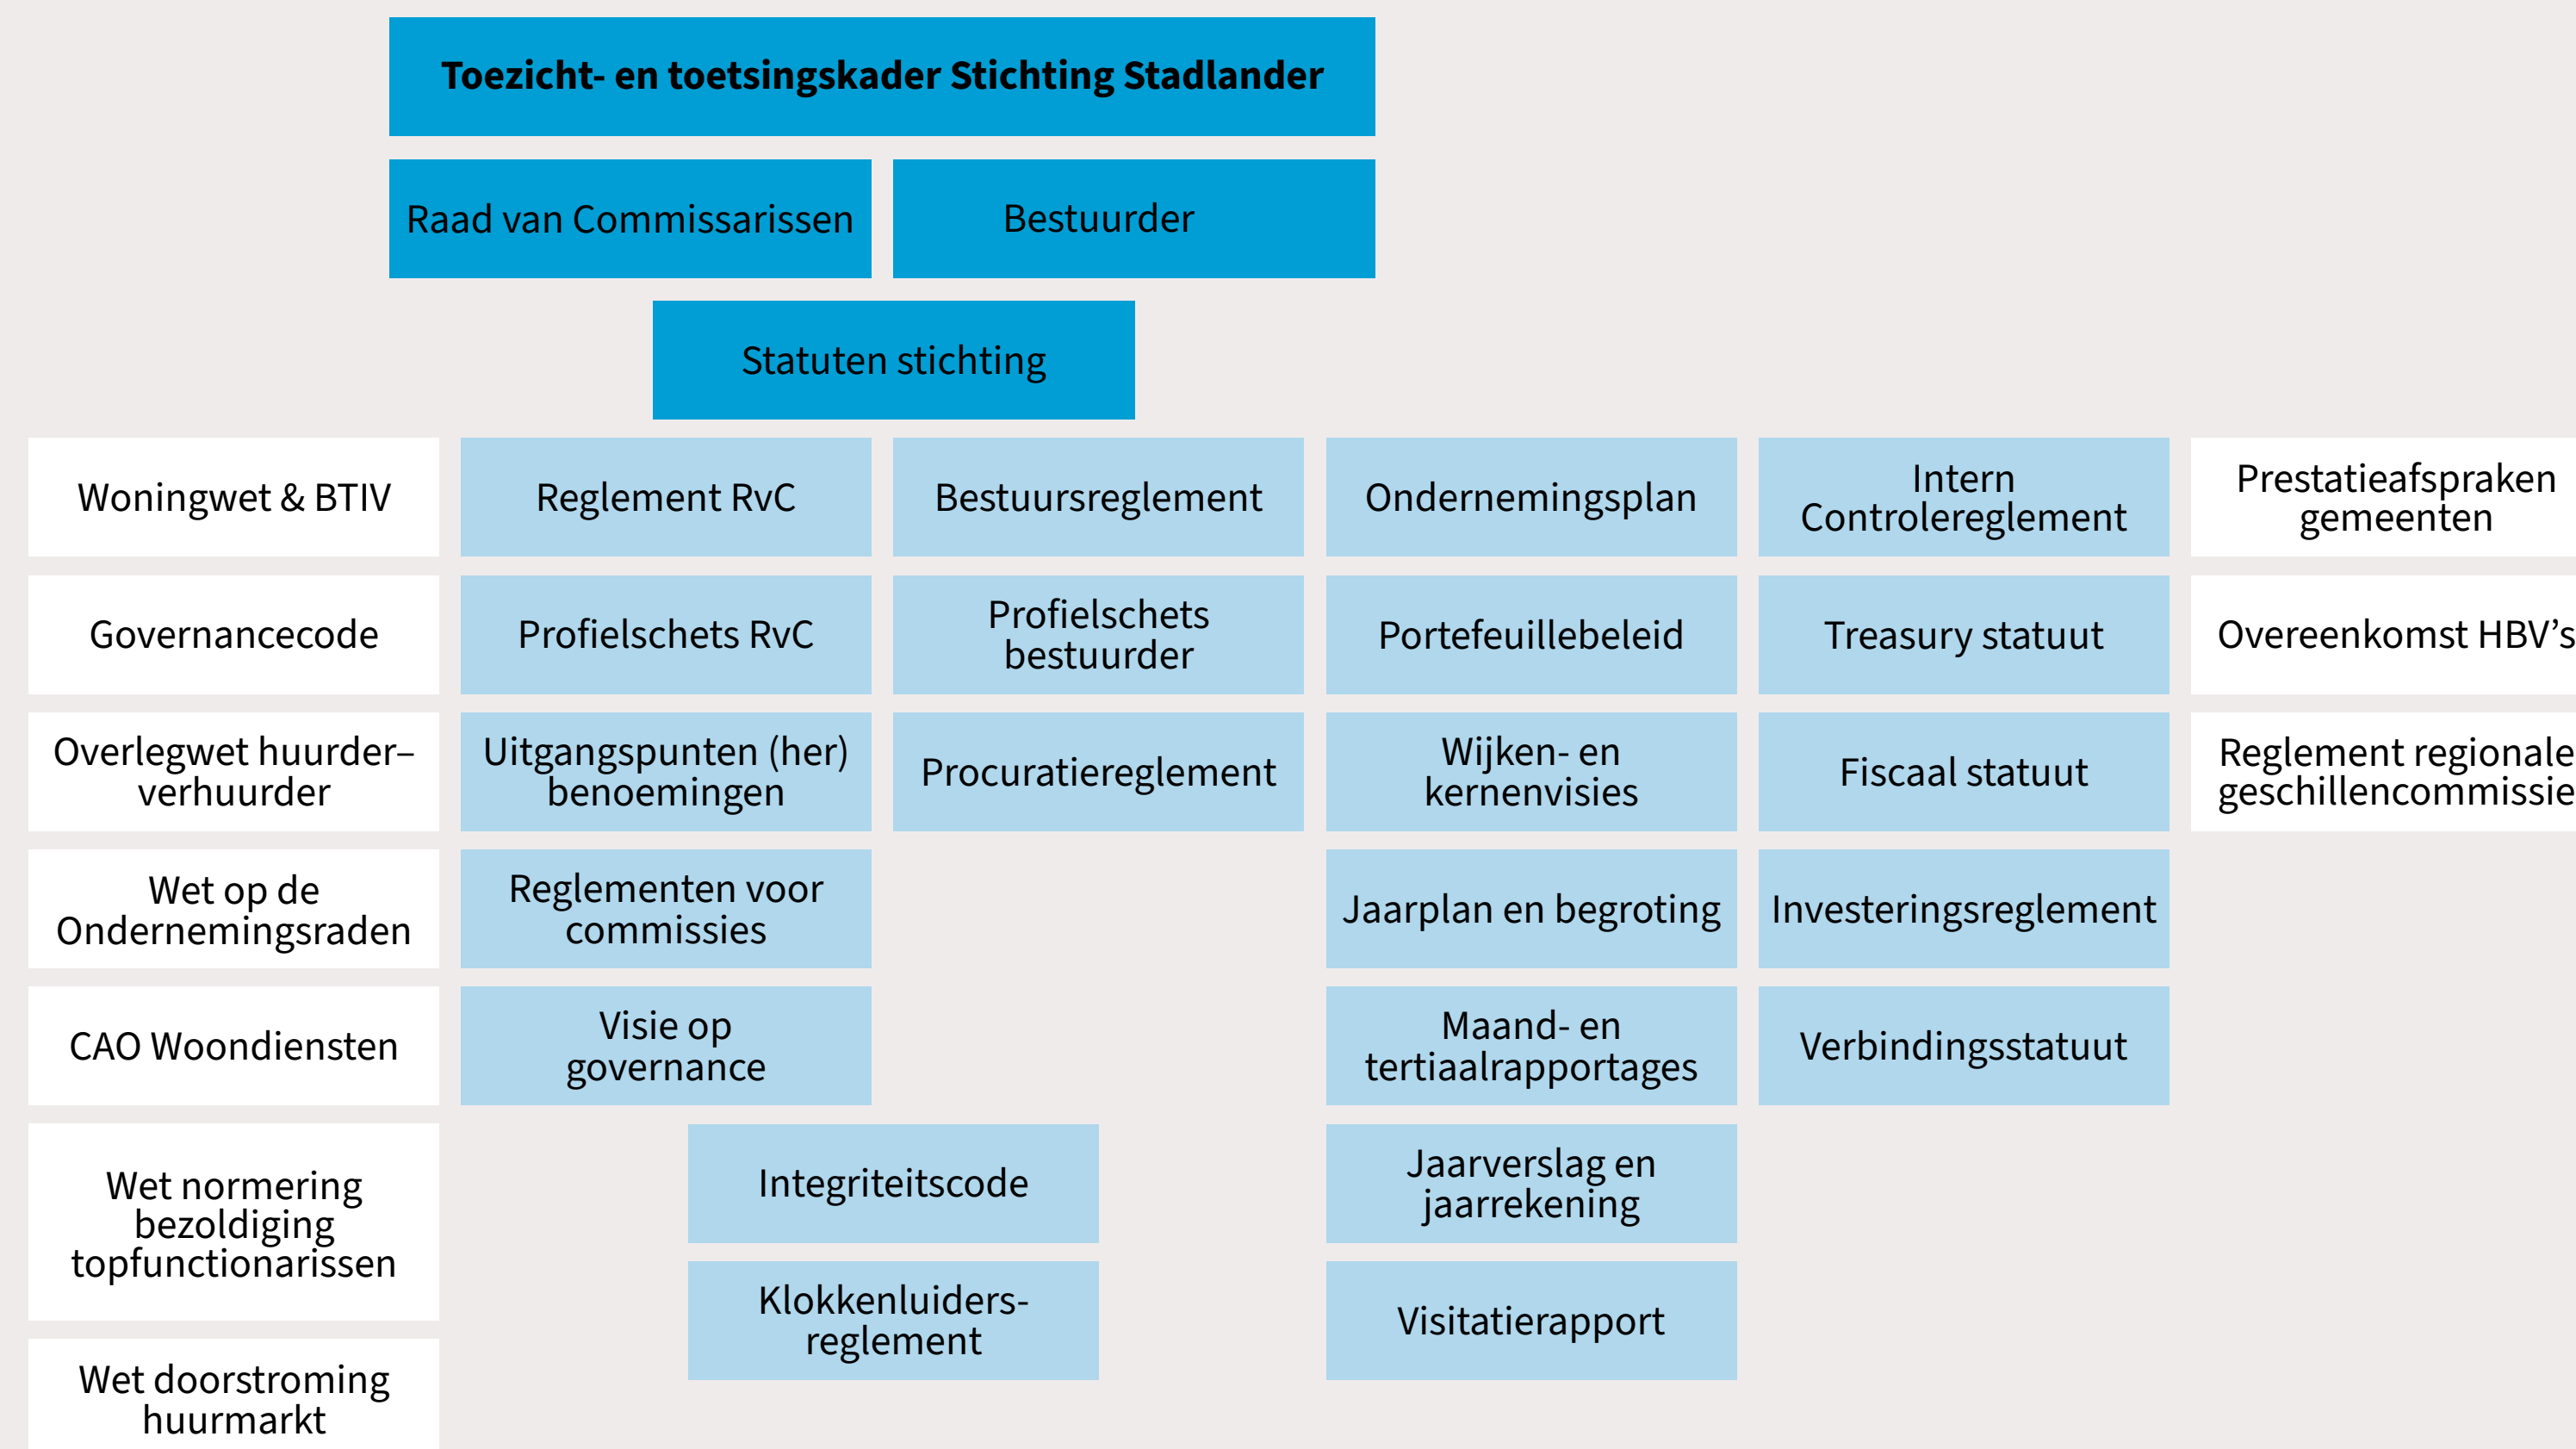 Toezicht- en toetsingskader Stichting Stadlander
Raad van Commissarissen
Bestuurder
Statuten stichting
Woningwet & BTIV
Reglement RvC
Bestuursreglement
Ondernemingsplan
Intern
Controlereglement
Prestatieafspraken
gemeenten
Governancecode
Profielschets RvC
Profielschets
bestuurder
Portefeuillebeleid
Treasury statuut
Overeenkomst HBV’s
Overlegwet huurder–
verhuurder
Uitgangspunten (her)
benoemingen
Procuratiereglement
Wijken- en
kernenvisies
Fiscaal statuut
Reglement regionale
geschillencommissie
Wet op de
Ondernemingsraden
Reglementen voor
commissies
Jaarplan en begroting
Investeringsreglement
CAO Woondiensten
Visie op
governance
Maand- en
tertiaalrapportages
Verbindingsstatuut
Wet normering
bezoldiging
topfunctionarissen
Integriteitscode
Jaarverslag en
jaarrekening
Klokkenluiders-
reglement
Visitatierapport
Wet doorstroming
huurmarkt